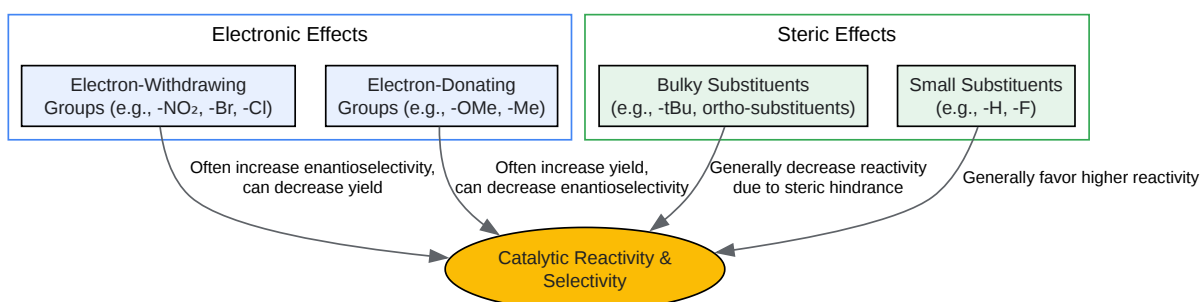 Electronic Effects
Steric Effects
Electron-Withdrawing
Groups (e.g., -NO₂, -Br, -Cl)
Electron-Donating
Groups (e.g., -OMe, -Me)
Bulky Substituents
(e.g., -tBu, ortho-substituents)
Small Substituents
(e.g., -H, -F)
Often increase enantioselectivity,
can decrease yield
Often increase yield,
can decrease enantioselectivity
Generally decrease reactivity
due to steric hindrance
Generally favor higher reactivity
Catalytic Reactivity &
Selectivity